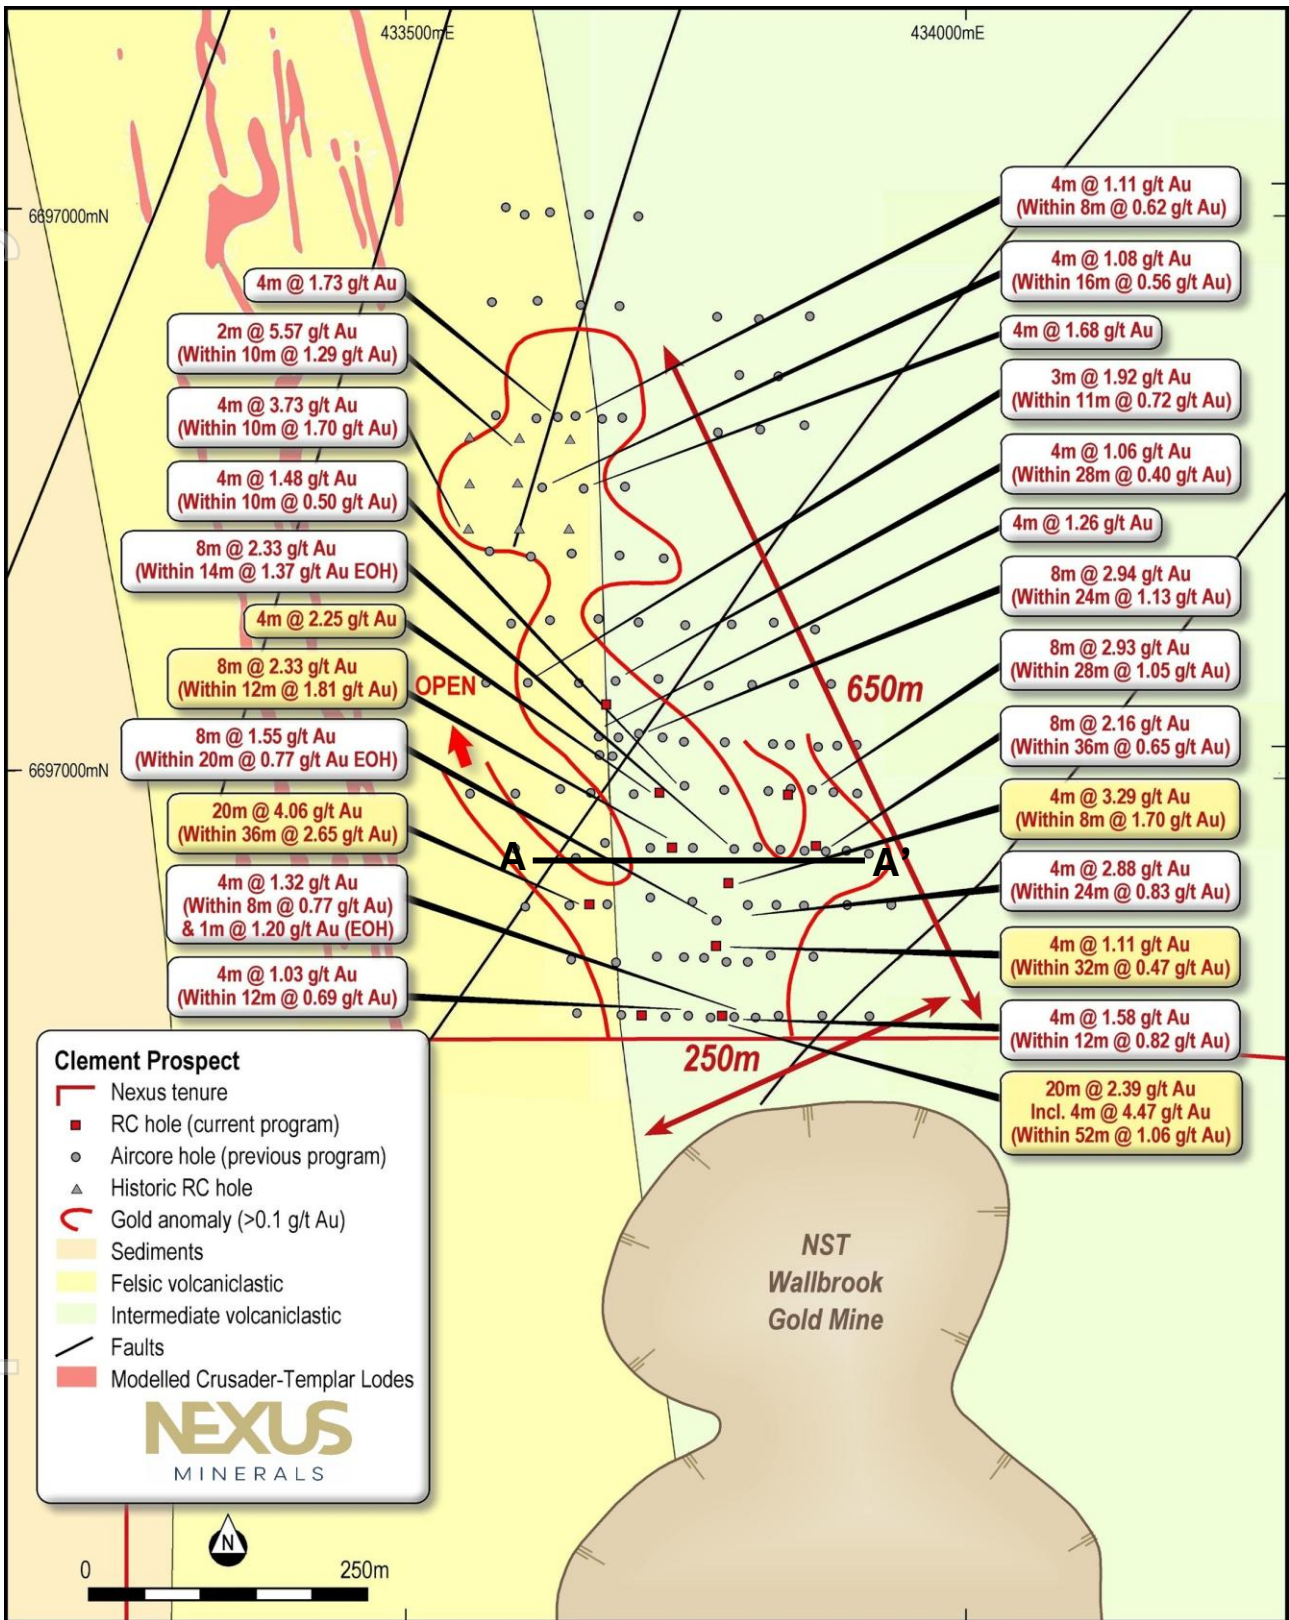 433500mE
434000mE
6697000mN
6697000mN
4m @ 1.73 g/t Au
2m @ 5.57 g/t Au
(Within 10m @ 1.29 g/t Au)
4m @ 3.73 g/t Au
(Within 10m @ 1.70 g/t Au)
4m @ 1.48 g/t Au
(Within 10m @ 0.50 g/t Au)
8m @ 2.33 g/t Au
(Within 14m @ 1.37 g/t Au EOH)
4m @ 2.25 g/t Au
8m @ 2.33 g/t Au
(Within 12m @ 1.81 g/t Au)
8m @ 1.55 g/t Au
(Within 20m @ 0.77 g/t Au EOH)
20m @ 4.06 g/t Au
(Within 36m @ 2.65 g/t Au)
4m @ 1.32 g/t Au
(Within 8m @ 0.77 g/t Au)
& 1m @ 1.20 g/t Au (EOH)
4m @ 1.03 g/t Au
(Within 12m @ 0.69 g/t Au)
4m @ 1.11 g/t Au
(Within 8m @ 0.62 g/t Au)
4m @ 1.08 g/t Au
(Within 16m @ 0.56 g/t Au)
4m @ 1.68 g/t Au
3m @ 1.92 g/t Au
(Within 11m @ 0.72 g/t Au)
4m @ 1.06 g/t Au
(Within 28m @ 0.40 g/t Au)
4m @ 1.26 g/t Au
8m @ 2.94 g/t Au
(Within 24m @ 1.13 g/t Au)
8m @ 2.93 g/t Au
(Within 28m @ 1.05 g/t Au)
8m @ 2.16 g/t Au
(Within 36m @ 0.65 g/t Au)
4m @ 3.29 g/t Au
(Within 8m @ 1.70 g/t Au)
4m @ 2.88 g/t Au
(Within 24m @ 0.83 g/t Au)
4m @ 1.11 g/t Au
(Within 32m @ 0.47 g/t Au)
4m @ 1.58 g/t Au
(Within 12m @ 0.82 g/t Au)
20m @ 2.39 g/t Au
Incl. 4m @ 4.47 g/t Au
(Within 52m @ 1.06 g/t Au)
OPEN
650m
A
A'
250m
NST
Wallbrook
Gold Mine
Clement Prospect
Nexus tenure
RC hole (current program)
Aircore hole (previous program)
Historic RC hole
Gold anomaly (>0.1 g/t Au)
Sediments
Felsic volcaniclastic
Intermediate volcaniclastic
Faults
Modelled Crusader-Templar Lodes
NEXUS
MINERALS
N
0
250m